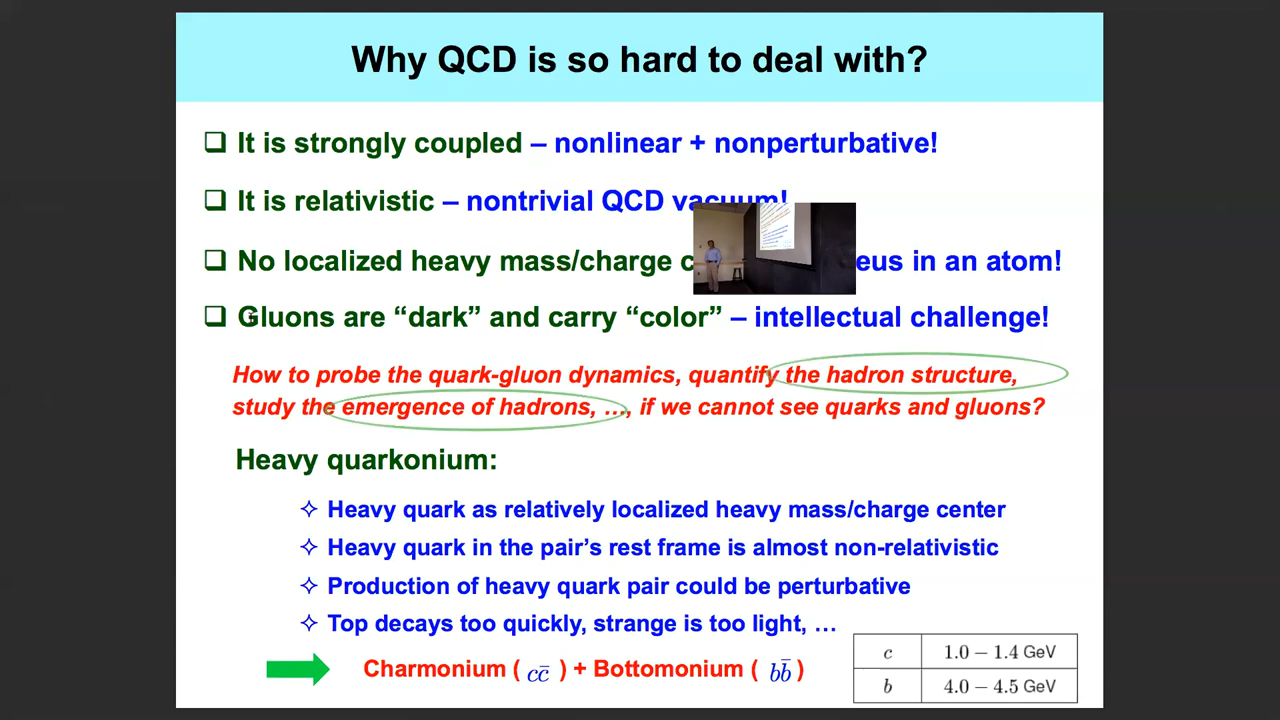 Why QCD is so hard to deal with?
❑ It is strongly coupled – nonlinear + nonperturbative!
❑ It is relativistic – nontrivial QCD vacuum!
❑ No localized heavy mass/charge in an atom!
❑ Gluons are “dark” and carry “color” – intellectual challenge!
How to probe the quark-gluon dynamics, quantify the hadron structure,
study the emergence of hadrons, …, if we cannot see quarks and gluons?
Heavy quarkonium:
✧ Heavy quark as relatively localized heavy mass/charge center
✧ Heavy quark in the pair’s rest frame is almost non-relativistic
✧ Production of heavy quark pair could be perturbative
✧ Top decays too quickly, strange is too light, …
Charmonium ( cc̄ ) + Bottomonium ( bb̄ )
c 1.0 − 1.4 GeV
b 4.0 − 4.5 GeV